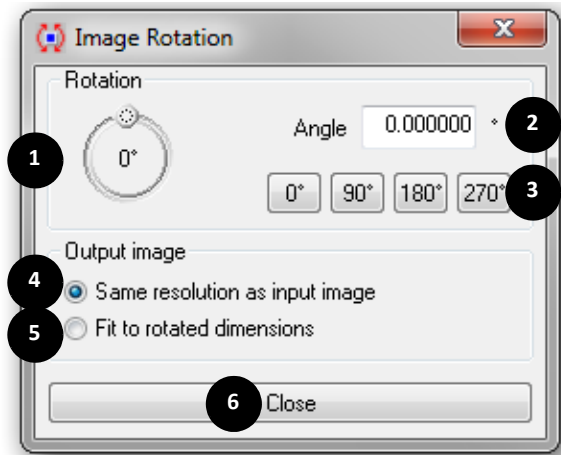 Image Rotation
Rotation
1
0°
Angle 0.000000 °
2
0° 90° 180° 270°
3
Output image
4
Same resolution as input image
5
Fit to rotated dimensions
6
Close